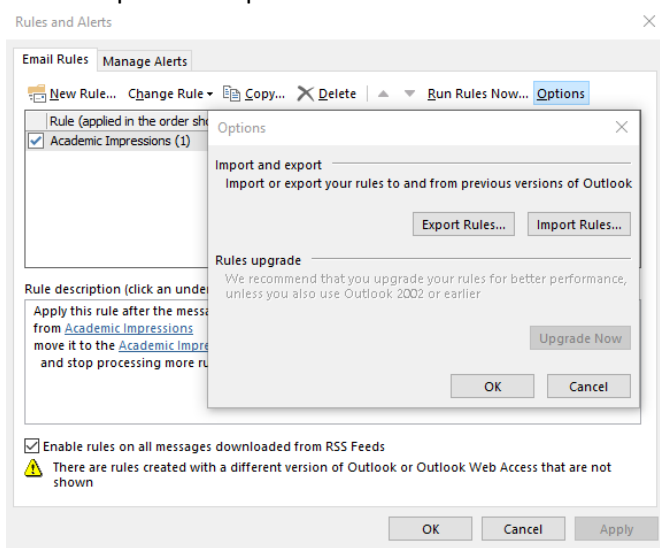 Rules and Alerts
Email Rules Manage Alerts
New Rule... Change Rule Copy... Delete Run Rules Now... Options
Rule (applied in the order sho
Academic Impressions (1)
Options
Import and export
Import or export your rules to and from previous versions of Outlook
Export Rules... Import Rules...
Rules upgrade
We recommend that you upgrade your rules for better performance,
unless you also use Outlook 2002 or earlier
Upgrade Now
OK Cancel
Rule description (click an under
Apply this rule after the messa
from Academic Impressions
move it to the Academic Impre
and stop processing more ru
Enable rules on all messages downloaded from RSS Feeds
There are rules created with a different version of Outlook or Outlook Web Access that are not
shown
OK Cancel Apply